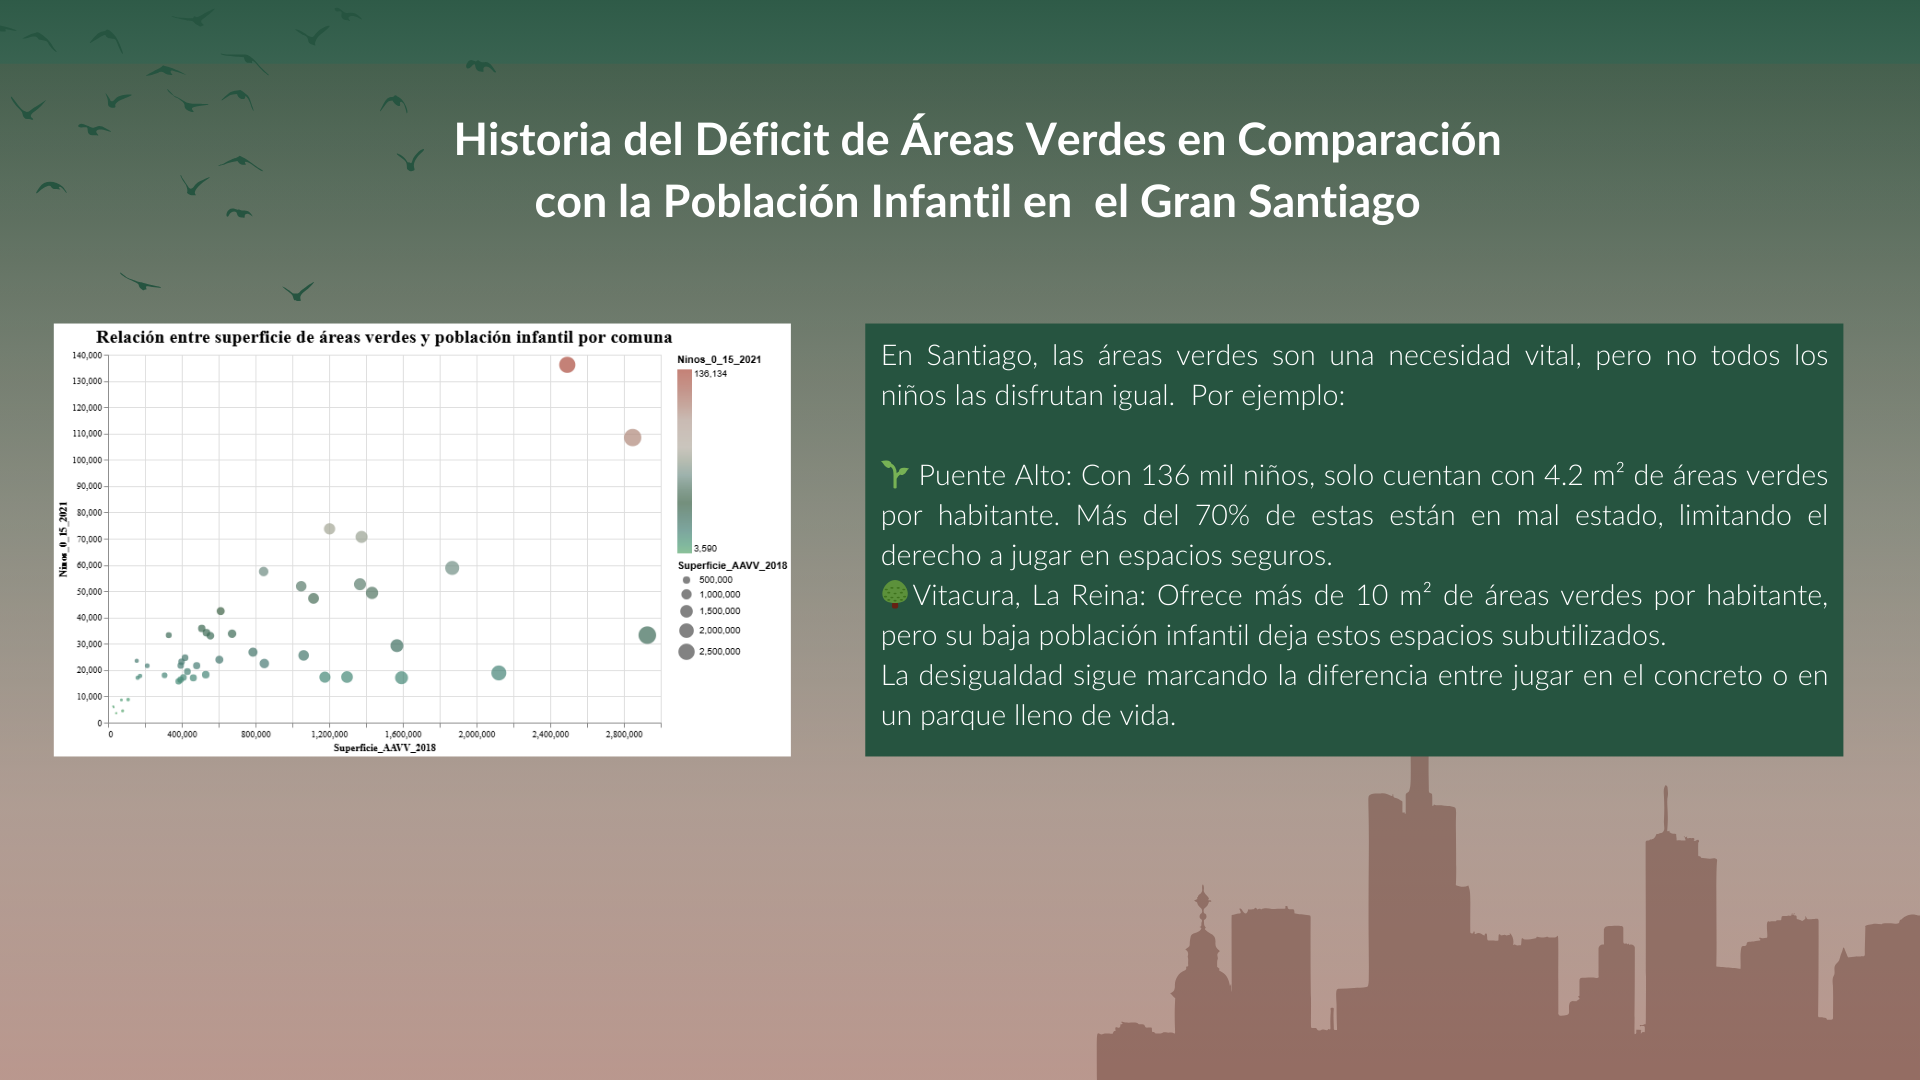 Historia del Déficit de Áreas Verdes en Comparación
con la Población Infantil en  el Gran Santiago
Relación entre superficie de áreas verdes y población infantil por comuna
140,000
130,000
120,000
110,000
100,000
90,000
80,000
70,000
60,000
50,000
40,000
30,000
20,000
10,000
0
Ninos_0_15_2021
0
400,000
800,000
1,200,000
1,600,000
2,000,000
2,400,000
2,800,000
Superficie_AAVV_2018
Ninos_0_15_2021
136,134
3,590
Superficie_AAVV_2018
500,000
1,000,000
1,500,000
2,000,000
2,500,000
En Santiago, las áreas verdes son una necesidad vital, pero no todos los
niños las disfrutan igual.  Por ejemplo:
🌱 Puente Alto: Con 136 mil niños, solo cuentan con 4.2 m² de áreas verdes
por habitante. Más del 70% de estas están en mal estado, limitando el
derecho a jugar en espacios seguros.
🌳Vitacura, La Reina: Ofrece más de 10 m² de áreas verdes por habitante,
pero su baja población infantil deja estos espacios subutilizados.
La desigualdad sigue marcando la diferencia entre jugar en el concreto o en
un parque lleno de vida.